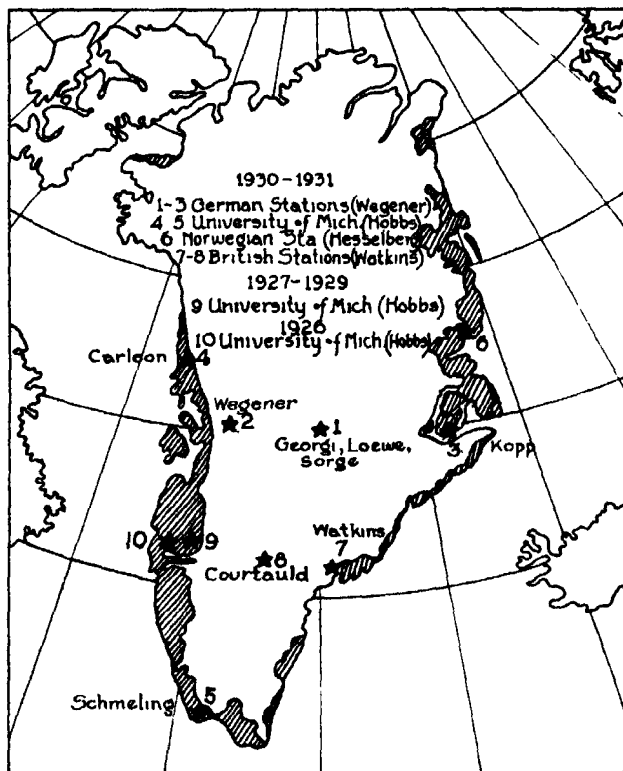 1930-1931
1-3 German Stations (Wegener)
4 5 University of Mich (Hobbs)
6 Norwegian Sta (Hesselberg)
7-8 British Stations (Watkins)
1927-1929
9 University of Mich (Hobbs)
1926
10 University of Mich (Hobbs)
6
Carlson 4
Wagener
2
1
Georgi, Loewe,
Sorge
3
Kopp
10 9
Watkins
7
8
Courtauld
Schmeling 5